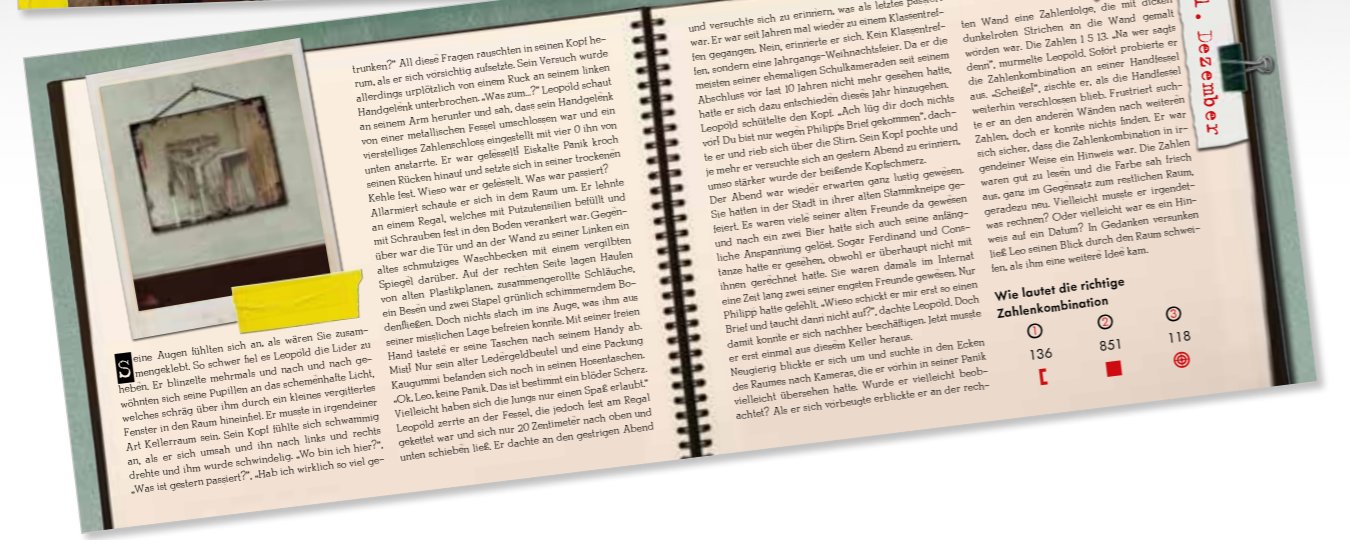 Seine Augen fühlten sich an, als wären Sie zusam-
mengeklebt. So schwer fiel es Leopold die Lider zu
heben. Er blinzelte mehrmals und nach und nach ge-
wöhnten sich seine Pupillen an das schemenhafte Licht,
welches schräg über ihm durch ein kleines vergittertes
Fenster in den Raum hineinfiel. Er musste in irgendeiner
Art Kellerraum sein. Sein Kopf fühlte sich schwammig
an, als er sich umsah und ihn nach links und rechts
drehte und ihm wurde schwindelig. „Wo bin ich hier?“,
„Was ist gestern passiert?“, „Hab ich wirklich so viel ge-
trunken?“ All diese Fragen rauschten in seinen Kopf he-
rum, als er sich vorsichtig aufsetzte. Sein Versuch wurde
allerdings urplötzlich von einem Ruck an seinem linken
Handgelenk unterbrochen. „Was zum...?“ Leopold schaut
an seinem Arm herunter und sah, dass sein Handgelenk
von einer metallischen Fessel umschlossen war und ein
vierstelliges Zahlenschloss eingestellt mit vier 0 ihn von
unten anstarrte. Er war gefesselt! Eiskalte Panik kroch
seinen Rücken hinauf und setzte sich in seiner trockenen
Kehle fest. Wieso war er gefesselt. Was war passiert?
Allarmiert schaute er sich in dem Raum um. Er lehnte
an einem Regal, welches mit Putzutensilien befüllt und
mit Schrauben fest in den Boden verankert war. Gegen-
über war die Tür und an der Wand zu seiner Linken ein
altes schmutziges Waschbecken mit einem vergilbten
Spiegel darüber. Auf der rechten Seite lagen Haufen
von alten Plastikplanen, zusammengerollte Schläuche,
ein Besen und zwei Stapel grünlich schimmerndem Bo-
denfließen. Doch nichts stach im ins Auge, was ihm aus
seiner misslichen Lage befreien konnte. Mit seiner freien
Hand tastete er seine Taschen nach seinem Handy ab.
Mist! Nur sein alter Ledergeldbeutel und eine Packung
Kaugummi befanden sich noch in seinen Hosentaschen.
„Ok, Leo, keine Panik. Das ist bestimmt ein blöder Scherz.
Vielleicht haben sich die Jungs nur einen Spaß erlaubt.“
Leopold zerrte an der Fessel, die jedoch fest am Regal
gekettet war und sich nur 20 Zentimeter nach oben und
unten schieben ließ. Er dachte an den gestrigen Abend
und versuchte sich zu erinnern, was als letztes passiert
war. Er war seit Jahren mal wieder zu einem Klassentref-
fen gegangen. Nein, erinnerte er sich. Kein Klassentref-
fen, sondern eine Jahrgangs-Weihnachtsfeier. Da er die
meisten seiner ehemaligen Schulkameraden seit seinem
Abschluss vor fast 10 Jahren nicht mehr gesehen hatte,
hatte er sich dazu entschieden dieses Jahr hinzugehen.
Leopold schüttelte den Kopf. „Ach lüg dir doch nichts
vor! Du bist nur wegen Philipps Brief gekommen“, dach-
te er und rieb sich über die Stirn. Sein Kopf pochte und
je mehr er versuchte sich an gestern Abend zu erinnern,
umso stärker wurde der beißende Kopfschmerz.
Der Abend war wieder erwarten ganz lustig gewesen.
Sie hatten in der Stadt in ihrer alten Stammkneipe ge-
feiert. Es waren viele seiner alten Freunde da gewesen
und nach ein zwei Bier hatte sich auch seine anfäng-
liche Anspannung gelöst. Sogar Ferdinand und Cons-
tanze hatte er gesehen, obwohl er überhaupt nicht mit
ihnen gerechnet hatte. Sie waren damals im Internat
eine Zeit lang zwei seiner engsten Freunde gewesen. Nur
Philipp hatte gefehlt. „Wieso schickt er mir erst so einen
Brief und taucht dann nicht auf?“, dachte Leopold. Doch
damit konnte er sich nachher beschäftigen. Jetzt musste
er erst einmal aus diesem Keller heraus.
Neugierig blickte er sich um und suchte in den Ecken
des Raumes nach Kameras, die er vorhin in seiner Panik
vielleicht übersehen hatte. Wurde er vielleicht beob-
achtet? Als er sich vorbeugte erblickte er an der rech-
ten Wand eine Zahlenfolge, die mit dicken
dunkelroten Strichen an die Wand gemalt
worden war. Die Zahlen 1 5 13. „Na wer sagts
denn“, murmelte Leopold. Sofort probierte er
die Zahlenkombination an seiner Handfessel
aus. „Scheiße!“, zischte er, als die Handfessel
weiterhin verschlossen blieb. Frustriert such-
te er an den anderen Wänden nach weiteren
Zahlen, doch er konnte nichts finden. Er war
sich sicher, dass die Zahlenkombination in ir-
gendeiner Weise ein Hinweis war. Die Zahlen
waren gut zu lesen und die Farbe sah frisch
aus, ganz im Gegensatz zum restlichen Raum,
geradezu neu. Vielleicht musste er irgendet-
was rechnen? Oder vielleicht war es ein Hin-
weis auf ein Datum? In Gedanken versunken
ließ Leo seinen Blick durch den Raum schwei-
fen, als ihm eine weitere Idee kam.
Wie lautet die richtige
Zahlenkombination
1 2 3
136 851 118
1. Dezember